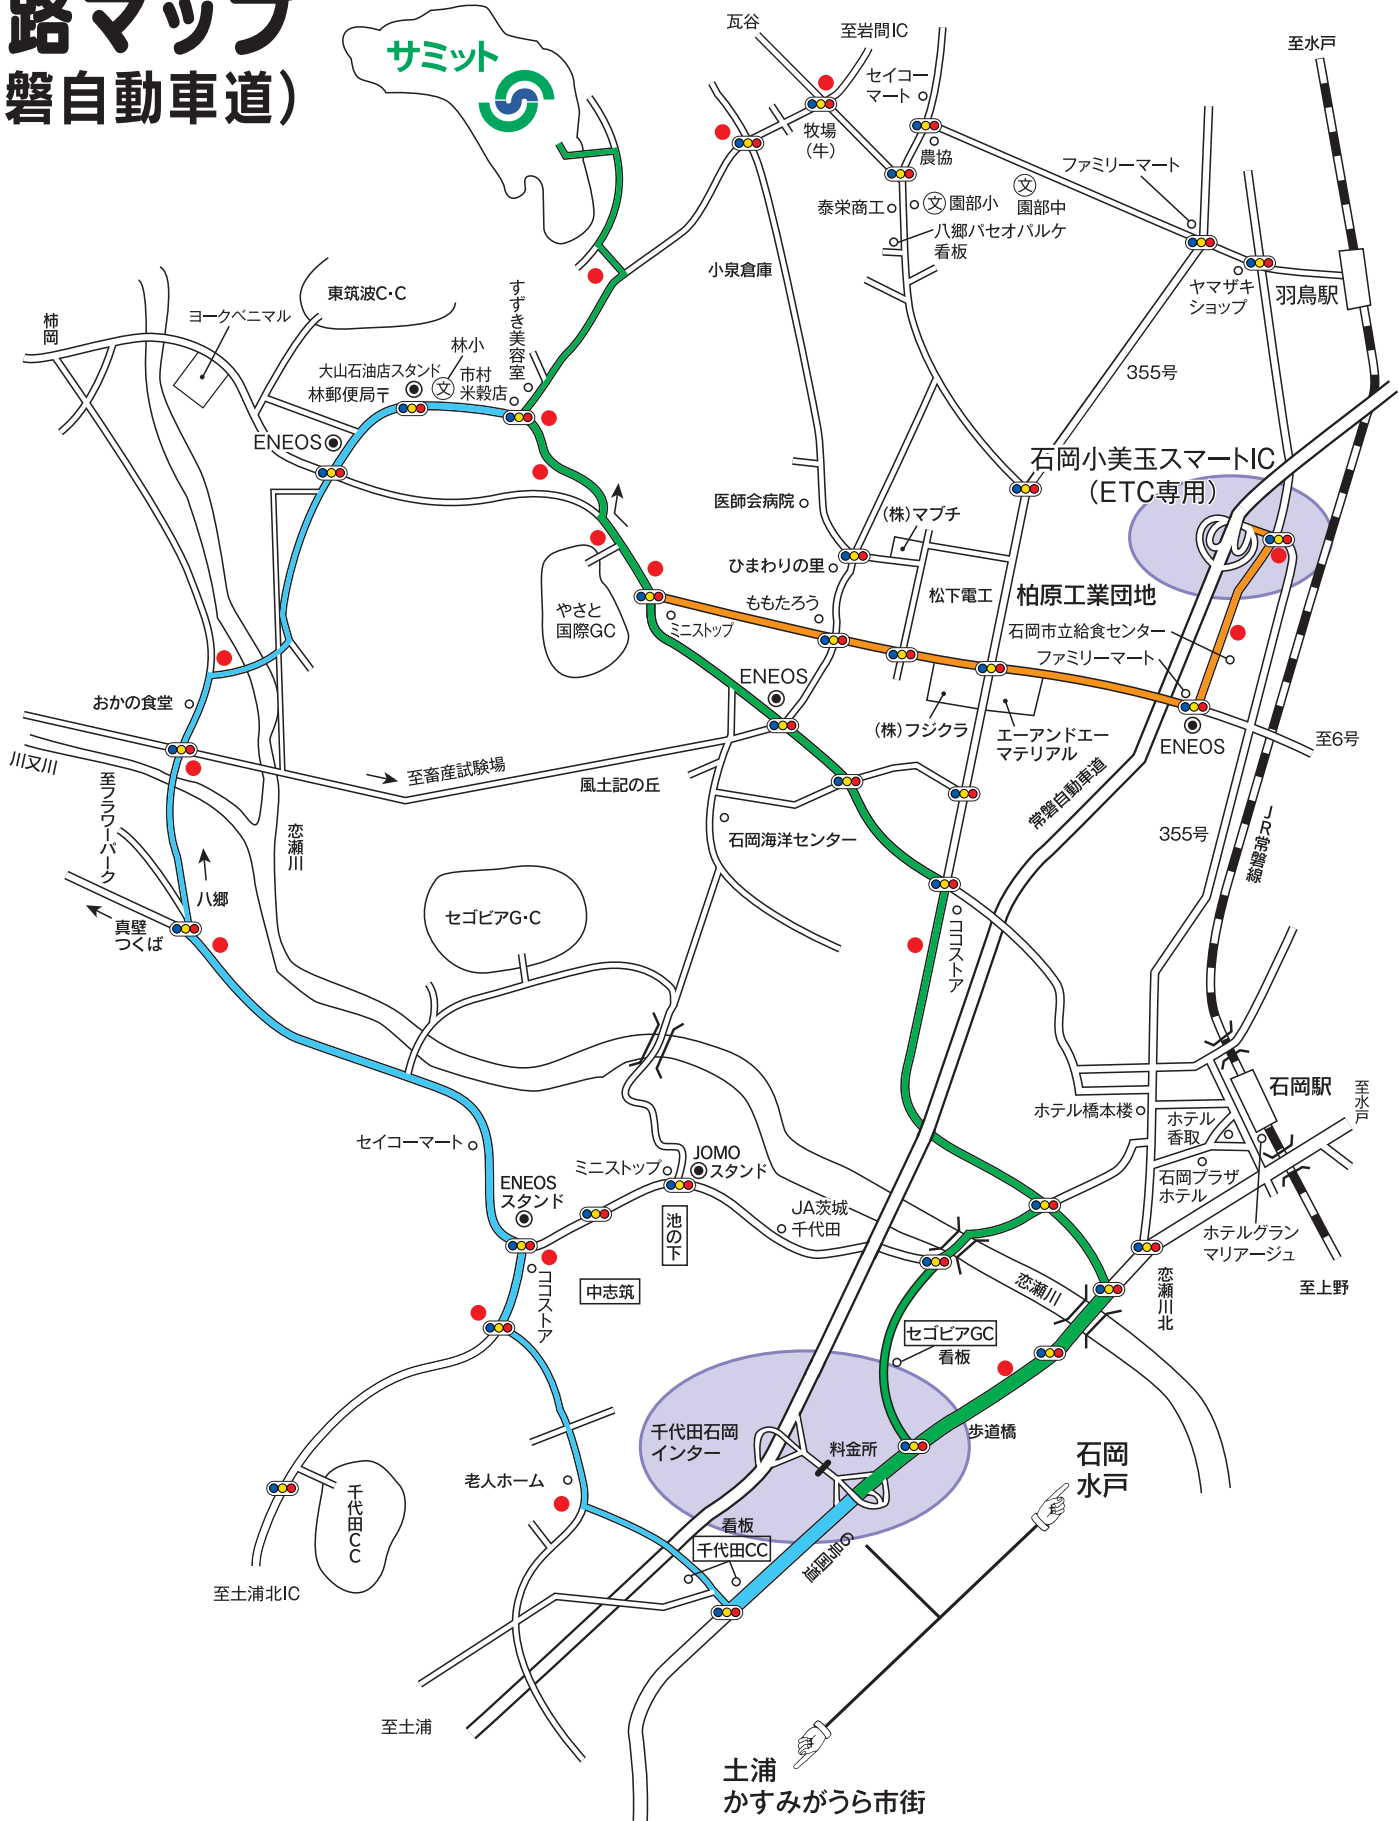 路マップ
磐自動車道）
サミット
瓦谷
至岩間IC
セイコー
マート
至水戸
牧場
（牛）
農協
ファミリーマート
文
園部中
泰栄商工
文
園部小
八郷パセオパルケ
看板
小泉倉庫
ヤマザキ
ショップ
羽鳥駅
東筑波C・C
すずき美容室
柿岡
ヨークベニマル
林小
大山石油店スタンド
文
市村
米穀店
林郵便局〒
ENEOS
355号
石岡小美玉スマートIC
（ETC専用）
医師会病院
（株）マブチ
ひまわりの里
松下電工
柏原工業団地
ももたろう
やさと
国際GC
ミニストップ
石岡市立給食センター
ファミリーマート
ENEOS
おかの食堂
（株）フジクラ
エーアンドエー
マテリアル
ENEOS
至6号
川又川
至畜産試験場
風土記の丘
至フラワーパーク
常磐自動車道
恋瀬川
石岡海洋センター
355号
JR常磐線
八郷
真壁
つくば
セゴビアG・C
ココストア
石岡駅
至水戸
ホテル橋本楼
ホテル
香取
セイコーマート
ミニストップ
JOMO
スタンド
石岡プラザ
ホテル
ENEOS
スタンド
池の下
JA茨城
千代田
ホテルグラン
マリアージュ
ココストア
中志筑
恋瀬川
恋瀬川北
至上野
セゴビアGC
看板
千代田石岡
インター
料金所
歩道橋
石岡
水戸
老人ホーム
千代田CC
看板
千代田CC
6号国道
至土浦北IC
至土浦
土浦
かすみがうら市街